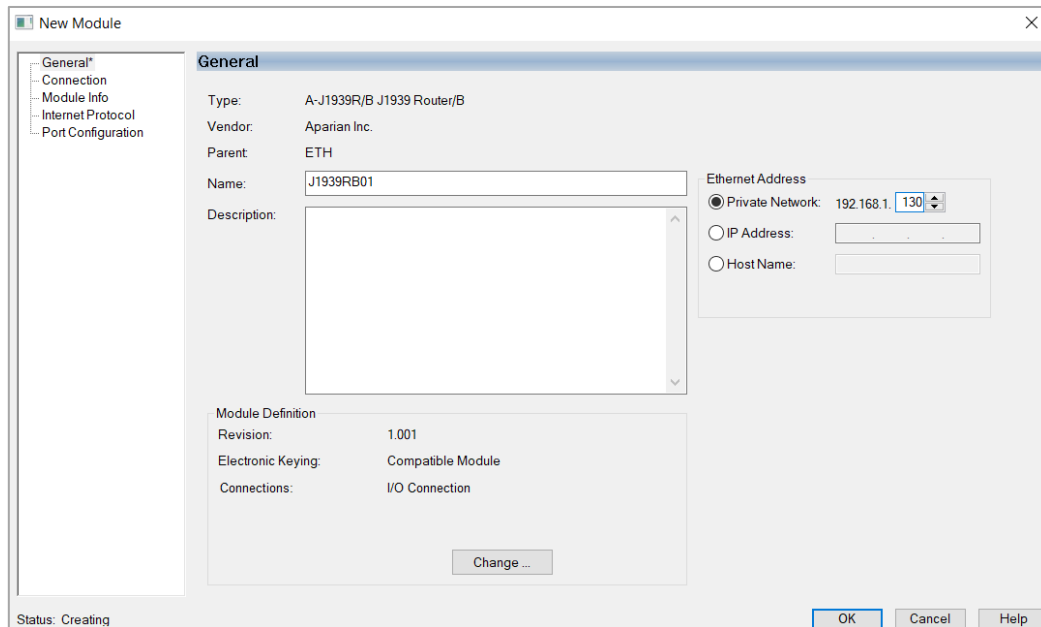 New Module
General*
Connection
Module Info
Internet Protocol
Port Configuration
General
Type: A-J1939R/B J1939 Router/B
Vendor: Aparian Inc.
Parent: ETH
Name: J1939RB01
Description:
Ethernet Address
Private Network: 192.168.1. 130
IP Address: . . .
Host Name:
Module Definition
Revision: 1.001
Electronic Keying: Compatible Module
Connections: I/O Connection
Change ...
Status: Creating
OK Cancel Help